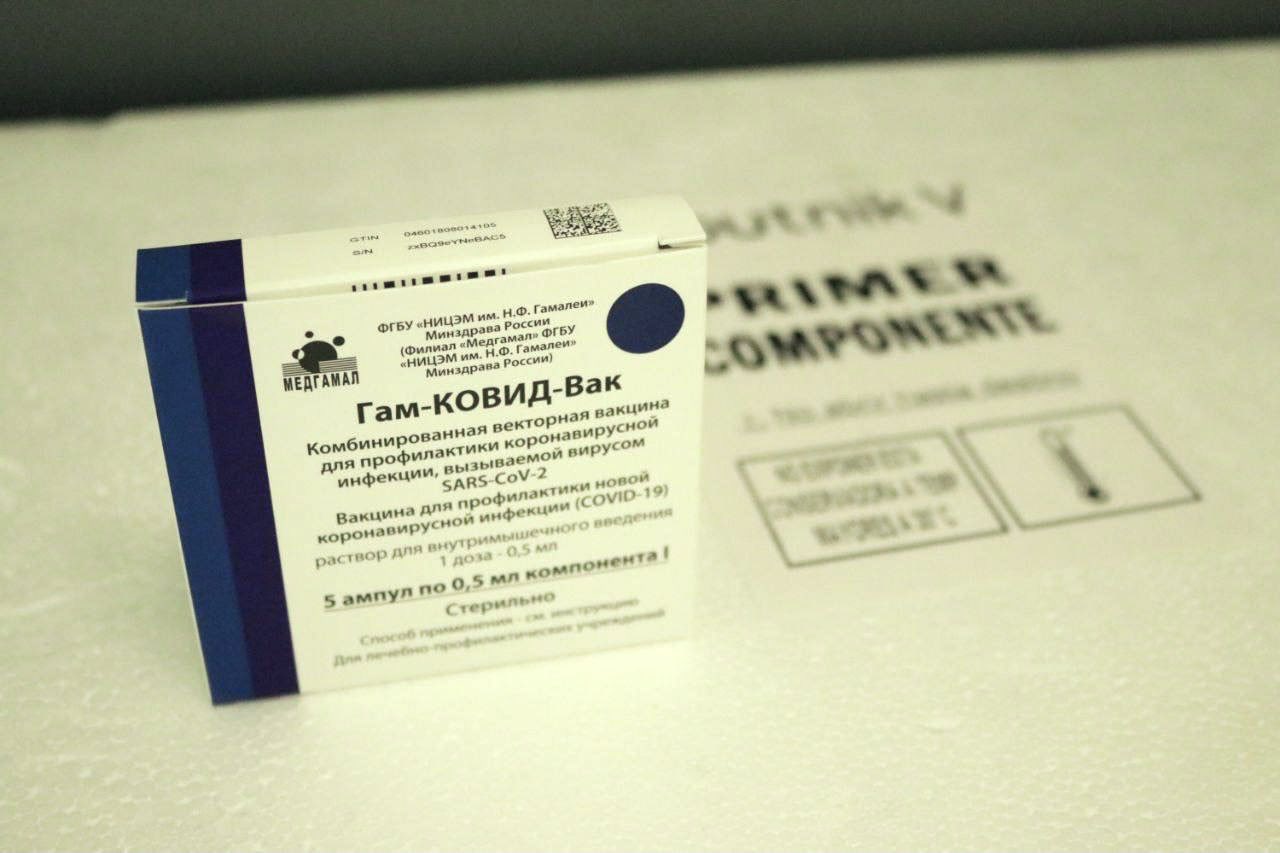 GTIN 04601808014105
S/N zxBQ9eYNeBAC5
МЕДГАМАЛ
ФГБУ «НИЦЭМ им. Н.Ф. Гамалеи»
Минздрава России
(Филиал «Медгамал» ФГБУ
«НИЦЭМ им. Н.Ф. Гамалеи»
Минздрава России)
Гам-КОВИД-Вак
Комбинированная векторная вакцина
для профилактики коронавирусной
инфекции, вызываемой вирусом
SARS-CoV-2
Вакцина для профилактики новой
коронавирусной инфекции (COVID-19)
раствор для внутримышечного введения
1 доза - 0,5 мл
5 ампул по 0,5 мл компонента I
Стерильно
Способ применения - см. инструкцию
Для лечебно-профилактических учреждений
utnik V
PRIMER
COMPONENTE